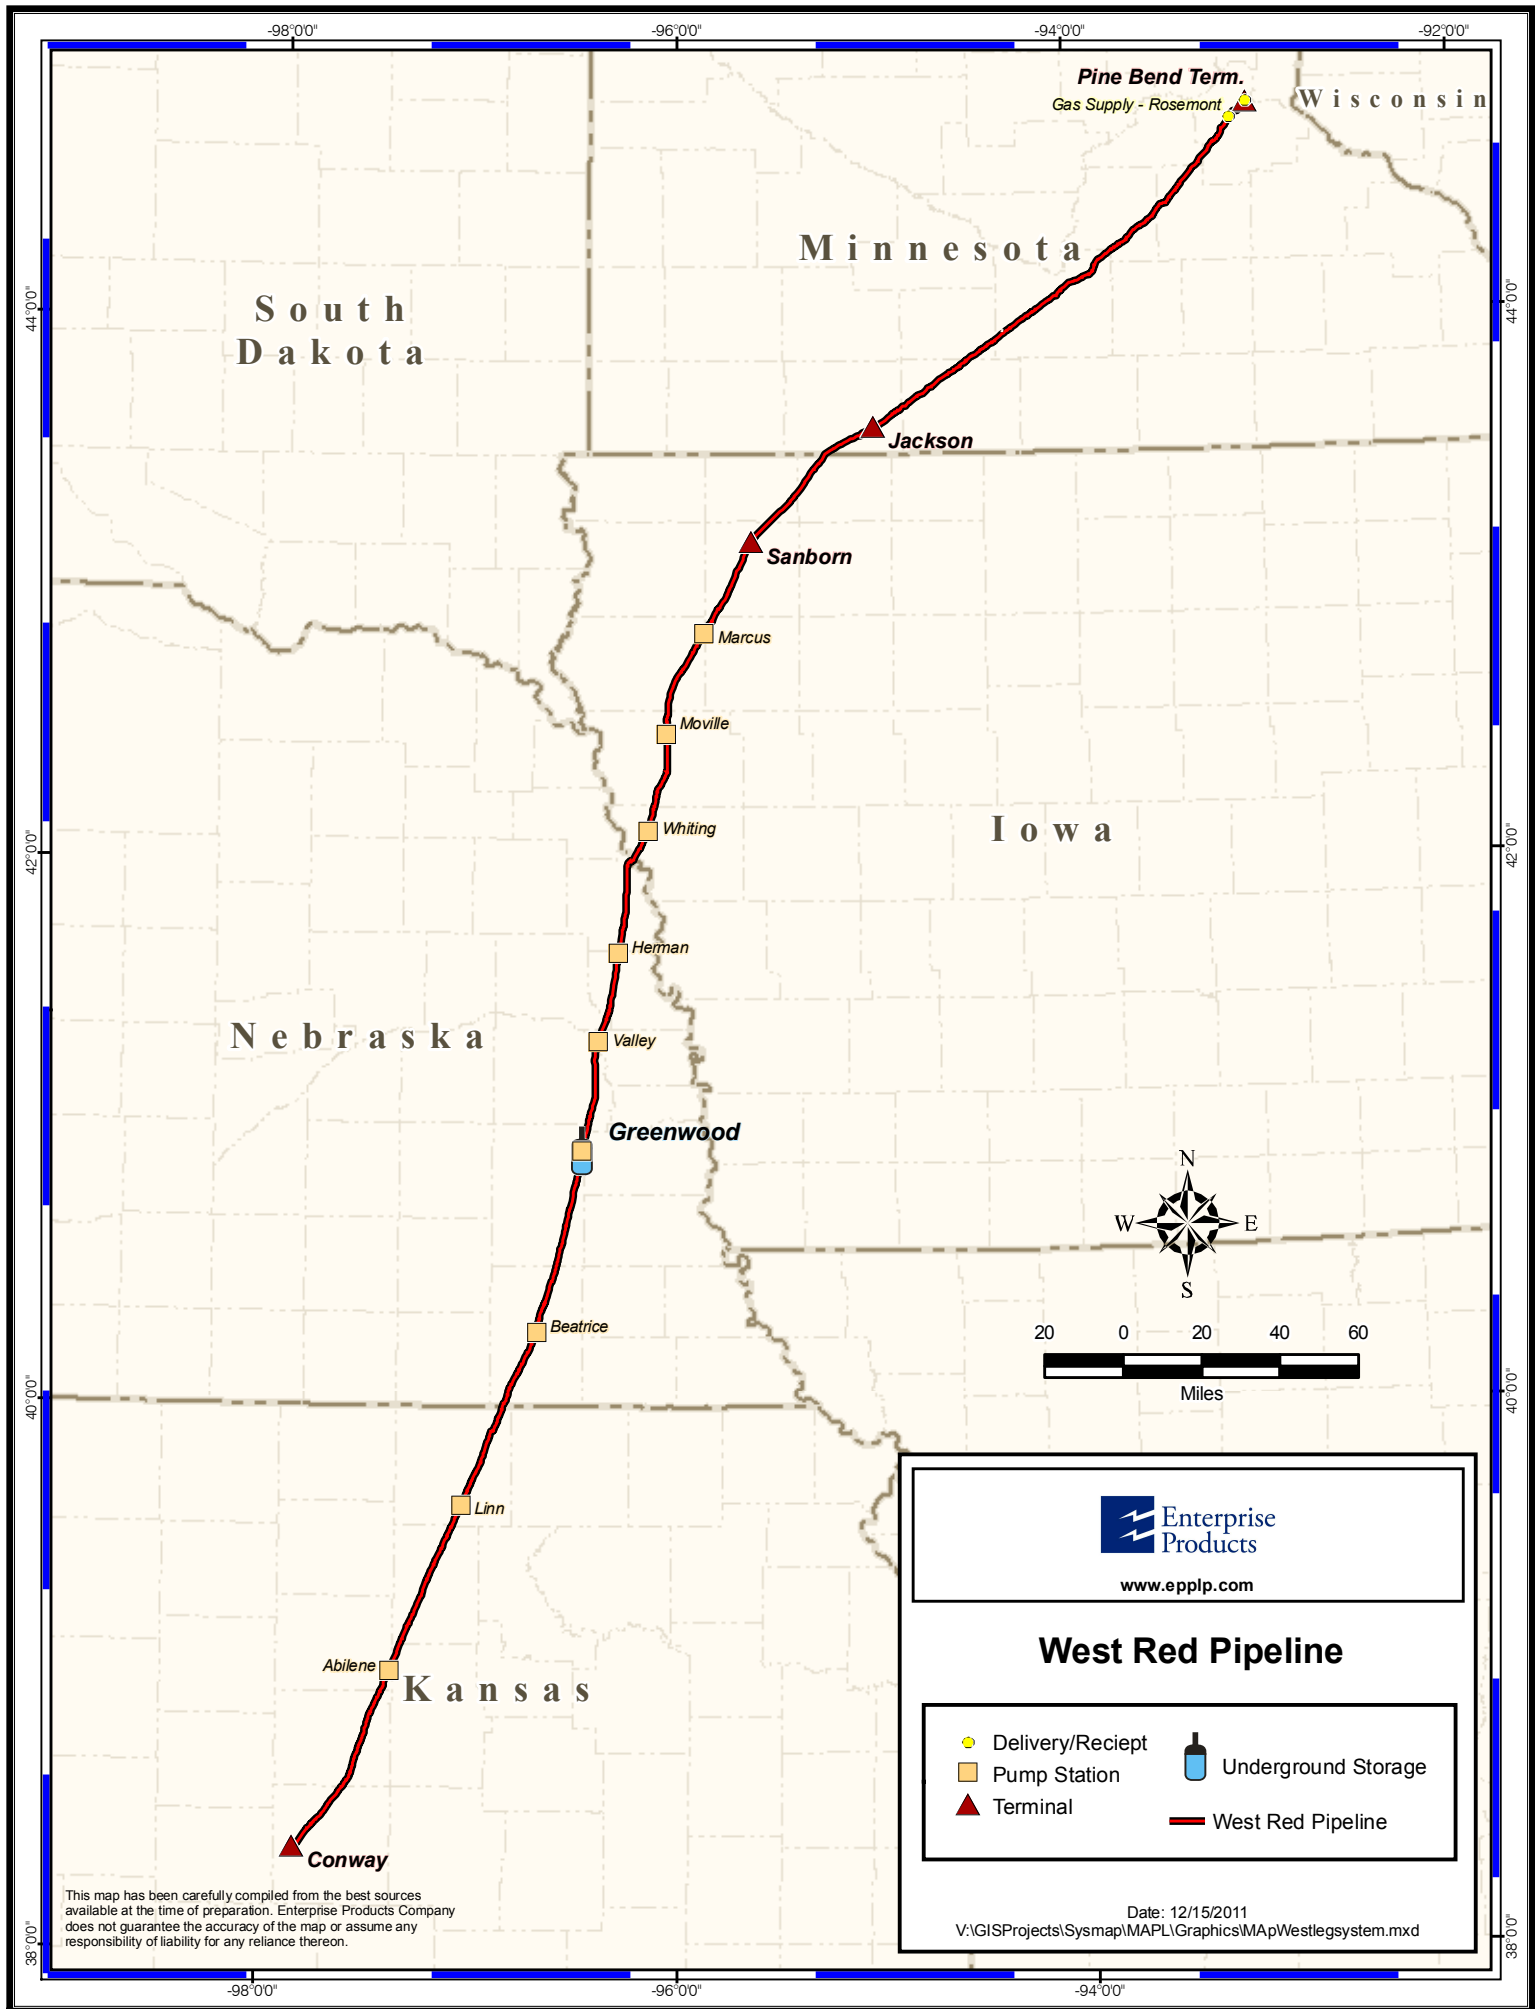 -98°0'0"
-96°0'0"
-94°0'0"
-92°0'0"
Pine Bend Term.
Gas Supply - Rosemont
Wisconsin
Minnesota
South
Dakota
44°0'0"
44°0'0"
Jackson
Sanborn
Marcus
Moville
Whiting
Iowa
42°0'0"
42°0'0"
Herman
Nebraska
Valley
Greenwood
N
W
E
S
Beatrice
20 0 20 40 60
Miles
40°0'0"
40°0'0"
Linn
Enterprise
Products
www.epplp.com
West Red Pipeline
Abilene
Kansas
Delivery/Reciept
Pump Station
Terminal
Underground Storage
West Red Pipeline
Conway
This map has been carefully compiled from the best sources
available at the time of preparation. Enterprise Products Company
does not guarantee the accuracy of the map or assume any
responsibility of liability for any reliance thereon.
Date: 12/15/2011
V:\GISProjects\Sysmap\MAPL\Graphics\MApWestlegsystem.mxd
38°0'0"
38°0'0"
-98°0'0"
-96°0'0"
-94°0'0"